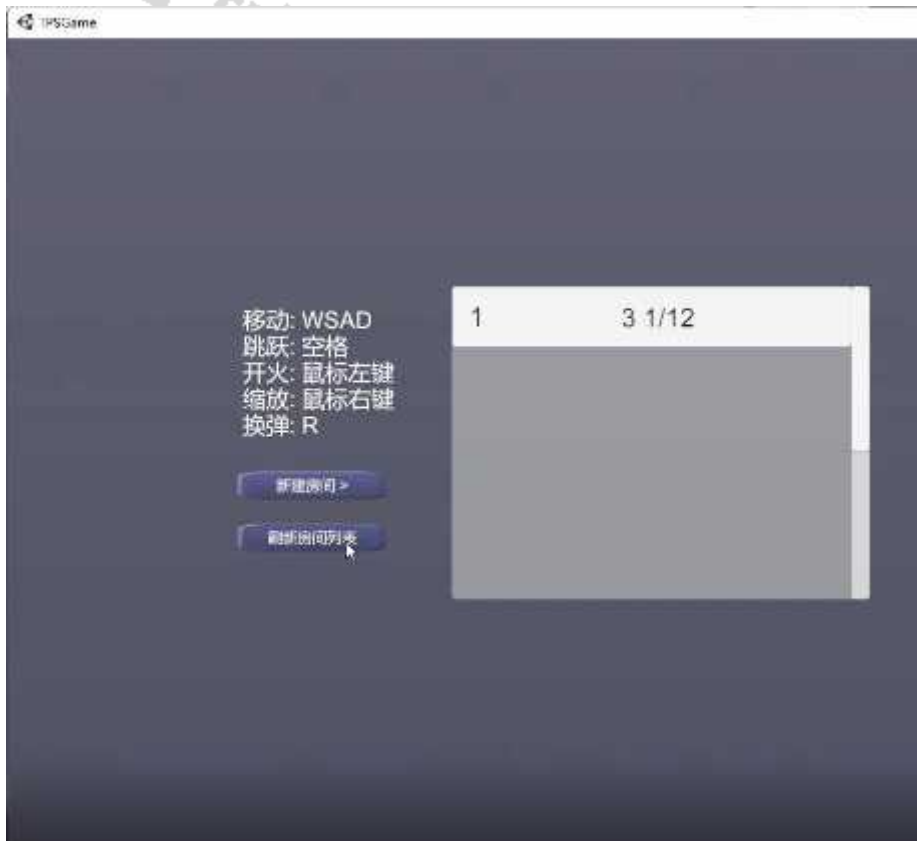 TPSGame
移动: WSAD
跳跃: 空格
开火: 鼠标左键
缩放: 鼠标右键
换弹: R
1 3 1/12
新建房间 >
刷新房间列表